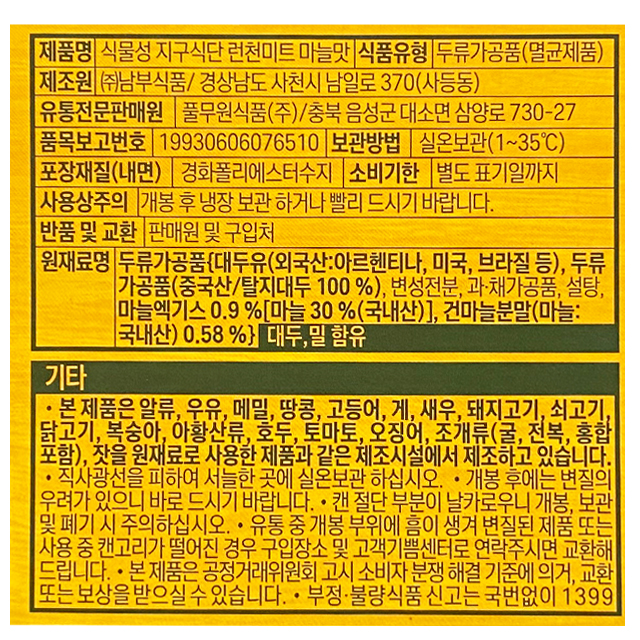 제품명 식물성 지구식단 런천미트 마늘맛 식품유형 두류가공품(멸균제품)
제조원 ㈜남부식품/ 경상남도 사천시 남일로 370(사등동)
유통전문판매원 풀무원식품(주)/충북 음성군 대소면 삼양로 730-27
품목보고번호 19930606076510 보관방법 실온보관(1~35℃)
포장재질(내면) 경화폴리에스터수지 소비기한 별도 표기일까지
사용상주의 개봉 후 냉장 보관 하거나 빨리 드시기 바랍니다.
반품 및 교환 판매원 및 구입처
원재료명 두류가공품{대두유(외국산:아르헨티나, 미국, 브라질 등), 두류
가공품(중국산/탈지대두 100 %), 변성전분, 과·채가공품, 설탕,
마늘엑기스 0.9 %[마늘 30 %(국내산)], 건마늘분말(마늘:
국내산) 0.58 %} 대두,밀 함유
기타
• 본 제품은 알류, 우유, 메밀, 땅콩, 고등어, 게, 새우, 돼지고기, 쇠고기,
닭고기, 복숭아, 아황산류, 호두, 토마토, 오징어, 조개류(굴, 전복, 홍합
포함), 잣을 원재료로 사용한 제품과 같은 제조시설에서 제조하고 있습니다.
• 직사광선을 피하여 서늘한 곳에 실온보관 하십시오. • 개봉 후에는 변질의
우려가 있으니 바로 드시기 바랍니다. • 캔 절단 부분이 날카로우니 개봉, 보관
및 폐기 시 주의하십시오. • 유통 중 개봉 부위에 흠이 생겨 변질된 제품 또는
사용 중 캔고리가 떨어진 경우 구입장소 및 고객기쁨센터로 연락주시면 교환해
드립니다. • 본 제품은 공정거래위원회 고시 소비자 분쟁 해결 기준에 의거, 교환
또는 보상을 받으실 수 있습니다. • 부정·불량식품 신고는 국번없이 1399